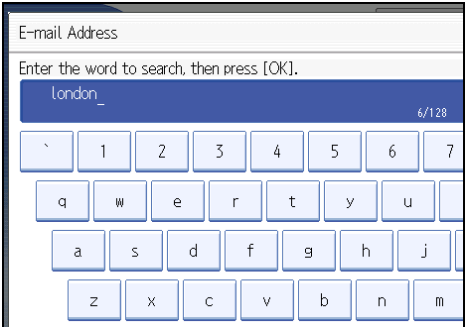 E-mail Address
Enter the word to search, then press [OK].
london_
6/128
` 1 2 3 4 5 6 7
q w e r t y u
a s d f g h j
z x c v b n m